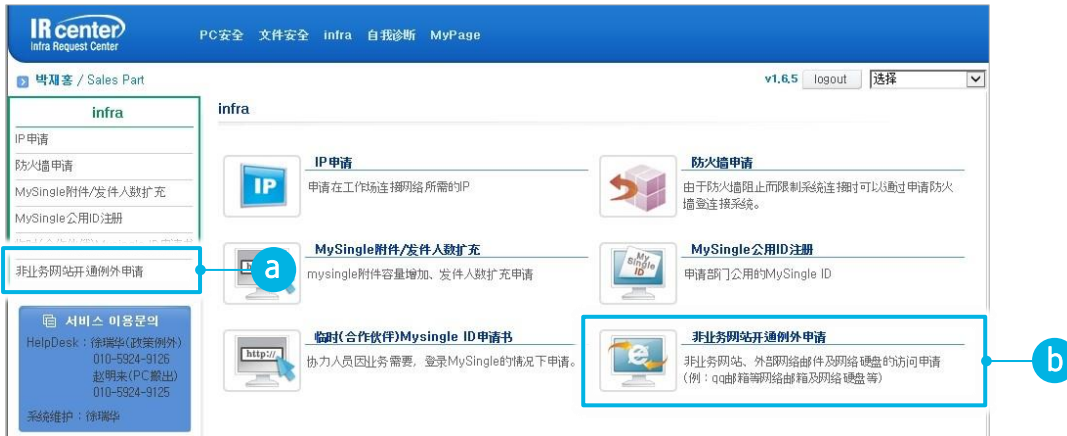 IR center
Infra Request Center
PC安全 文件安全 infra 自我诊断 MyPage
박재홍 / Sales Part
v1,6,5 logout 选择
infra
IP申请
防火墙申请
MySingle附件/发件人数扩充
MySingle公用ID注册
非业务网站开通例外申请
a
서비스 이용문의
HelpDesk : 徐瑞华(政策例外)
010-5924-9126
赵明来(PC搬出)
010-5924-9125
系统维护 : 徐瑞华
infra
IP申请
IP
申请在工作场连接网络所需的IP
防火墙申请
由于防火墙阻止而限制系统连接时可以通过申请防火
墙登连接系统。
MySingle附件/发件人数扩充
mysingle附件容量增加、发件人数扩充申请
MySingle公用ID注册
My Single ID
申请部门公用的MySingle ID
临时(合作伙伴)Mysingle ID申请书
http://
协力人员因业务需要，登录MySingle的情况下申请。
非业务网站开通例外申请
非业务网站、外部网络邮件及网络硬盘的访问申请
(例：qq邮箱等网络邮箱及网络硬盘等)
b